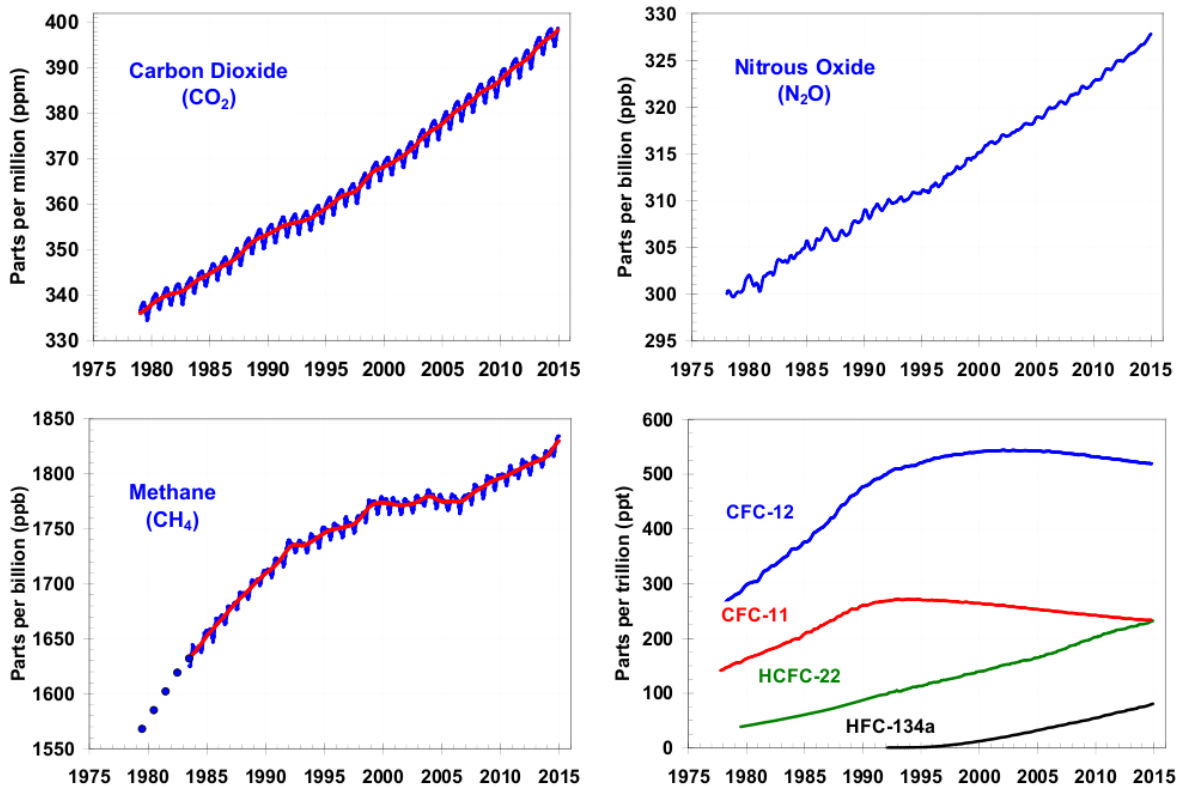 Parts per million (ppm)
400
390
380
370
360
350
340
330
Carbon Dioxide
(CO₂)
1975 1980 1985 1990 1995 2000 2005 2010 2015
Parts per billion (ppb)
330
325
320
315
310
305
300
295
Nitrous Oxide
(N₂O)
1975 1980 1985 1990 1995 2000 2005 2010 2015
Parts per billion (ppb)
1850
1800
1750
1700
1650
1600
1550
Methane
(CH₄)
1975 1980 1985 1990 1995 2000 2005 2010 2015
Parts per trillion (ppt)
600
500
400
300
200
100
0
CFC-12
CFC-11
HCFC-22
HFC-134a
1975 1980 1985 1990 1995 2000 2005 2010 2015